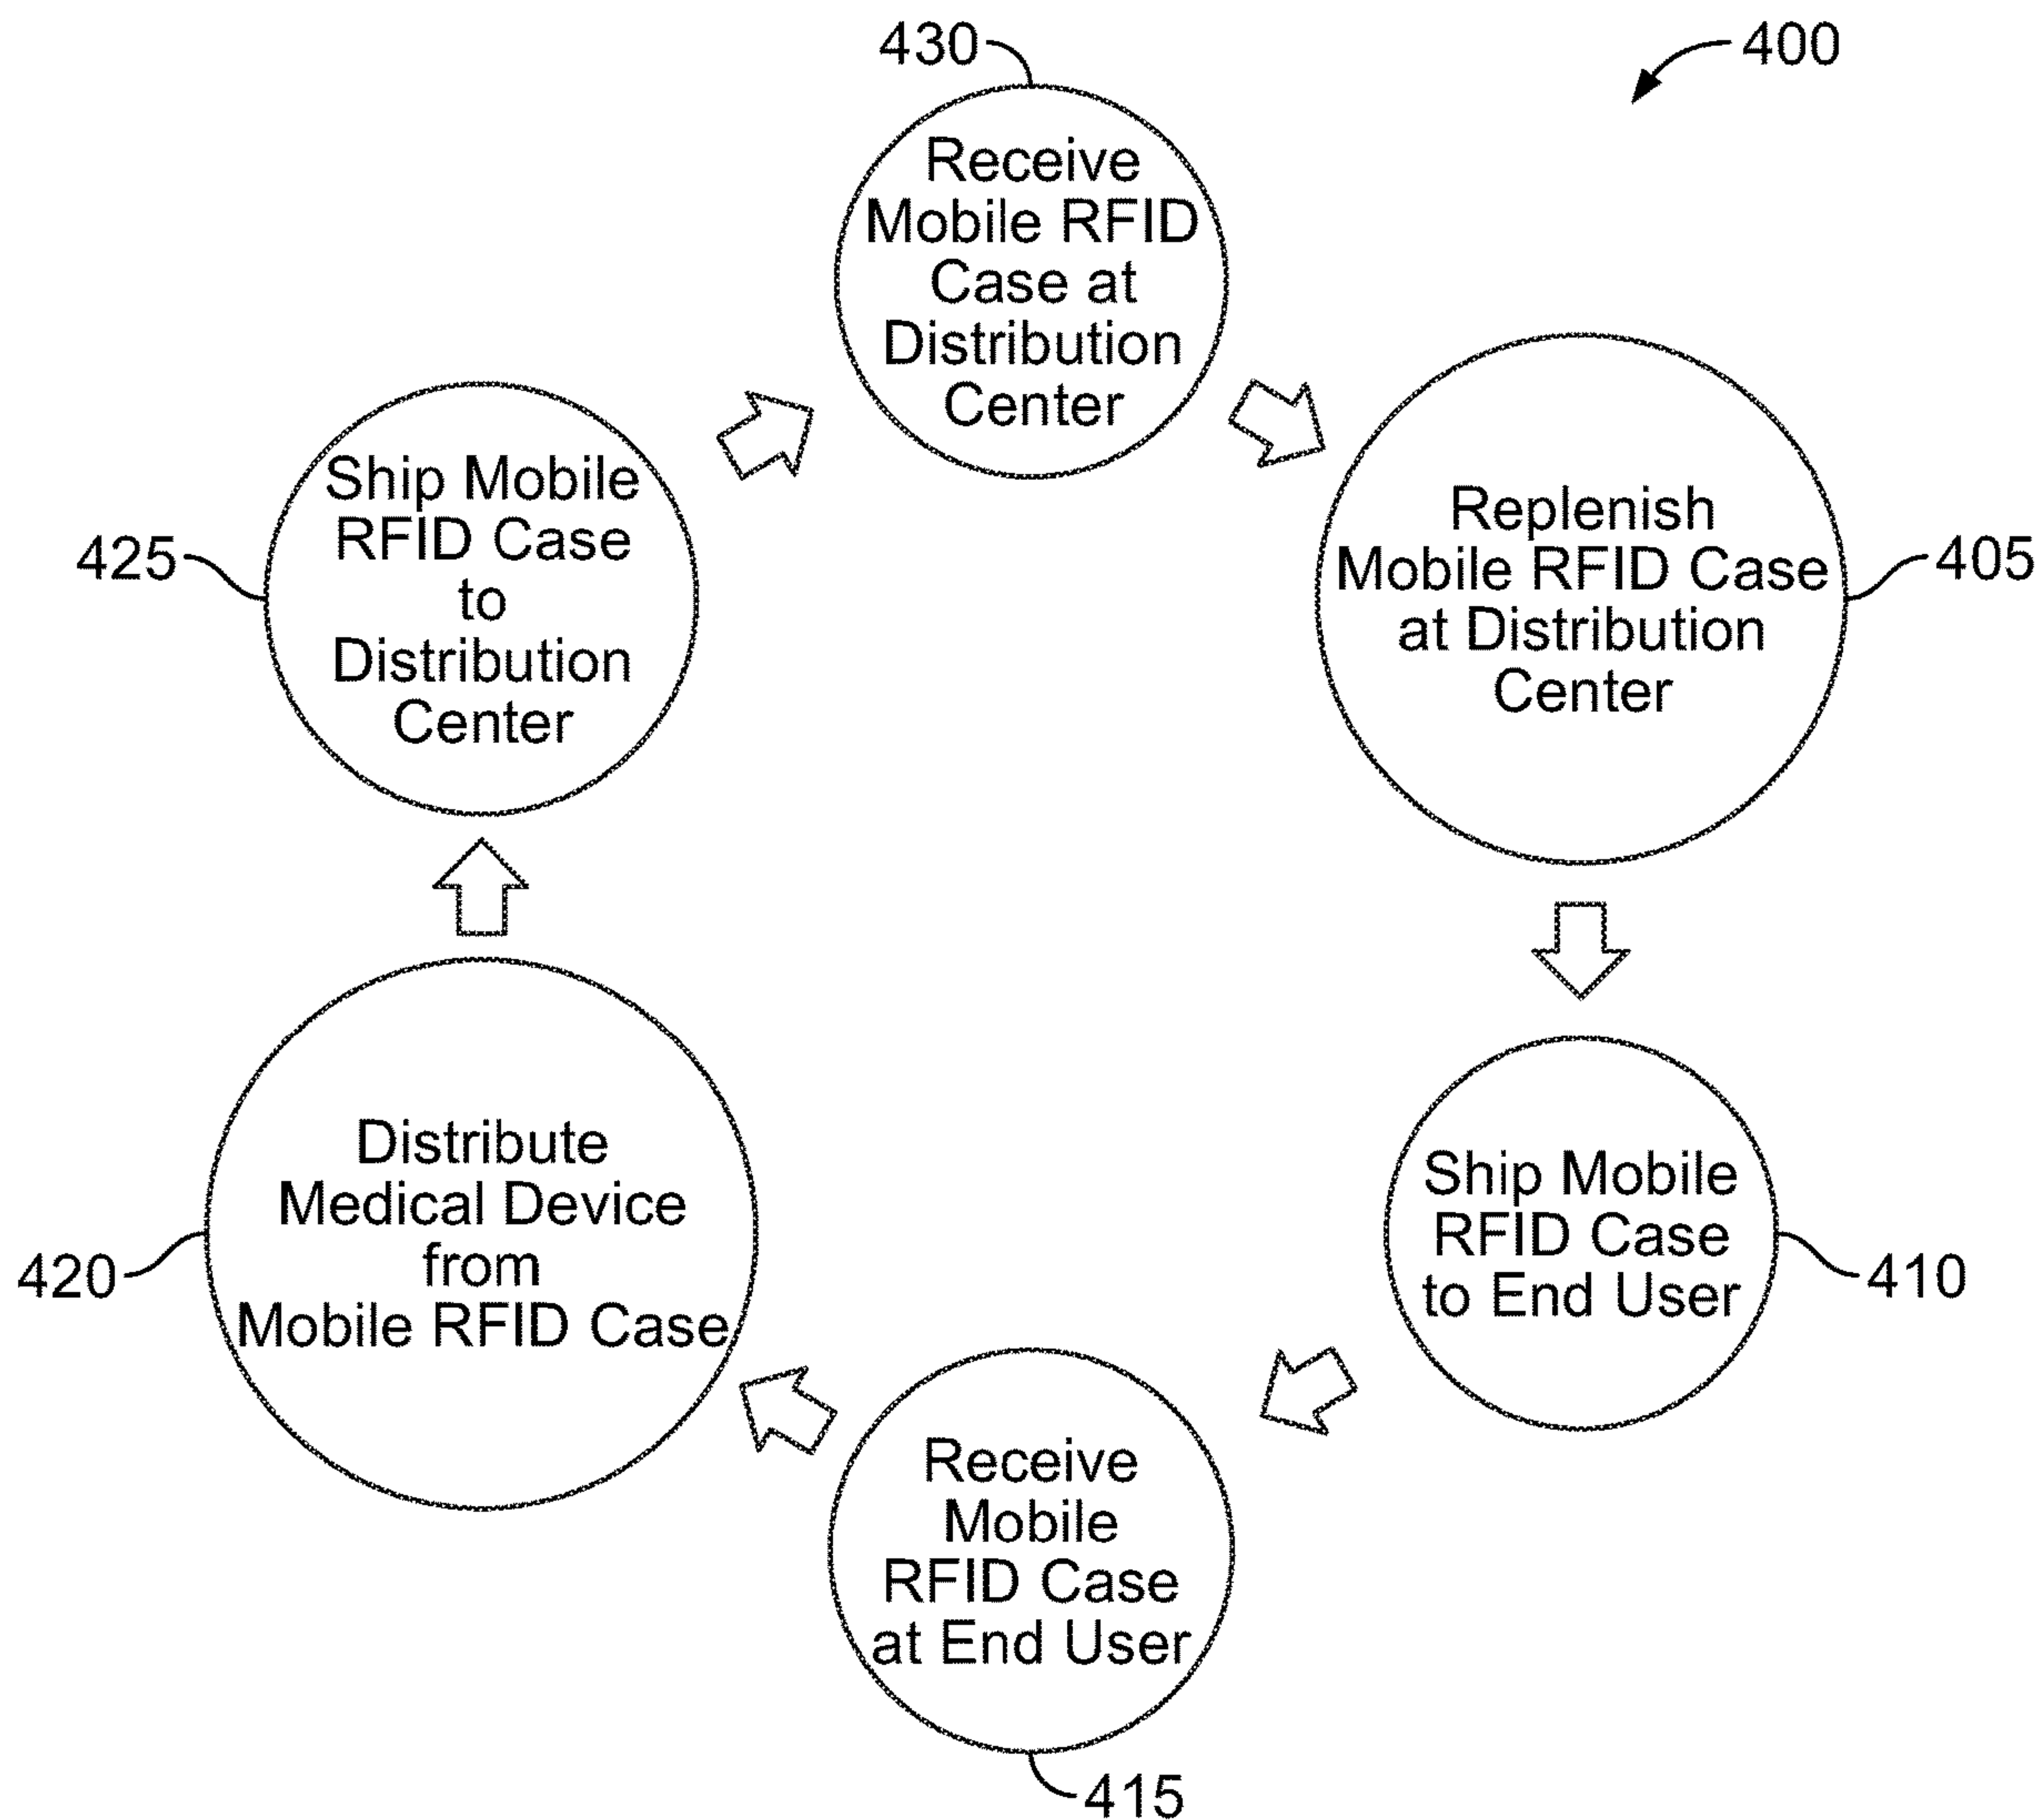 430
400
Receive
Mobile RFID
Case at
Distribution
Center
Replenish
Mobile RFID Case
at Distribution
Center
405
Ship Mobile
RFID Case
to
Distribution
Center
425
Ship Mobile
RFID Case
to End User
410
Distribute
Medical Device
from
Mobile RFID Case
420
Receive
Mobile
RFID Case
at End User
415